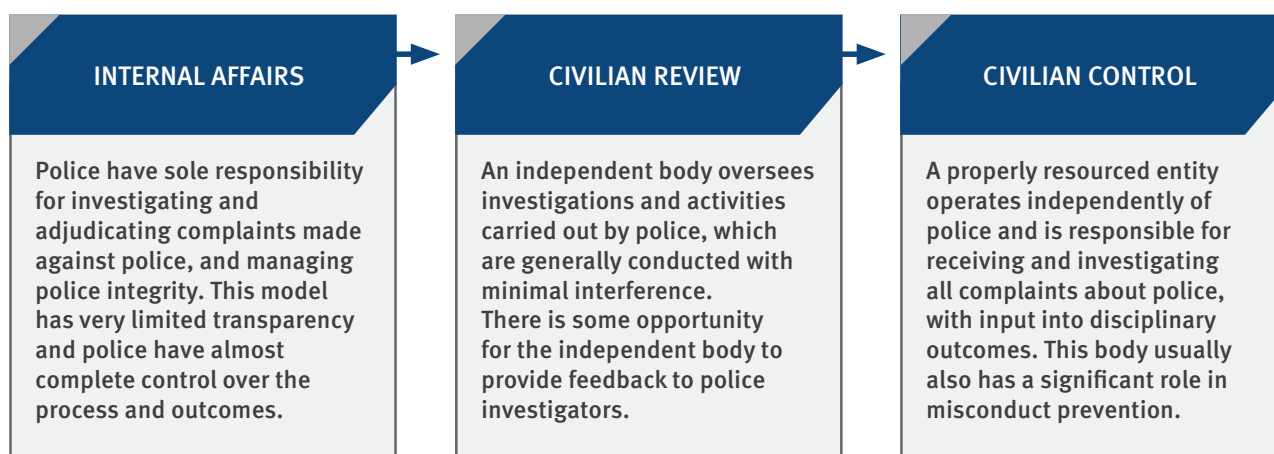 INTERNAL AFFAIRS
Police have sole responsibility
for investigating and
adjudicating complaints made
against police, and managing
police integrity. This model
has very limited transparency
and police have almost
complete control over the
process and outcomes.
CIVILIAN REVIEW
An independent body oversees
investigations and activities
carried out by police, which
are generally conducted with
minimal interference.
There is some opportunity
for the independent body to
provide feedback to police
investigators.
CIVILIAN CONTROL
A properly resourced entity
operates independently of
police and is responsible for
receiving and investigating
all complaints about police,
with input into disciplinary
outcomes. This body usually
also has a significant role in
misconduct prevention.